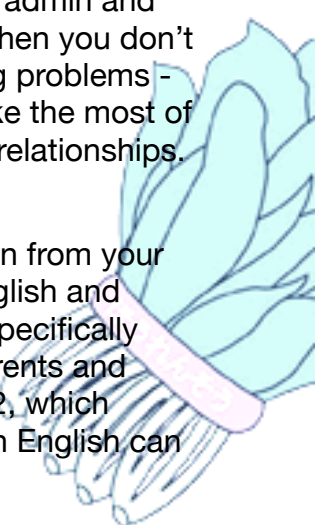 admin and
hen you don't
g problems -
ke the most of
relationships.
n from your
glish and
pecifically
rents and
2, which
n English can